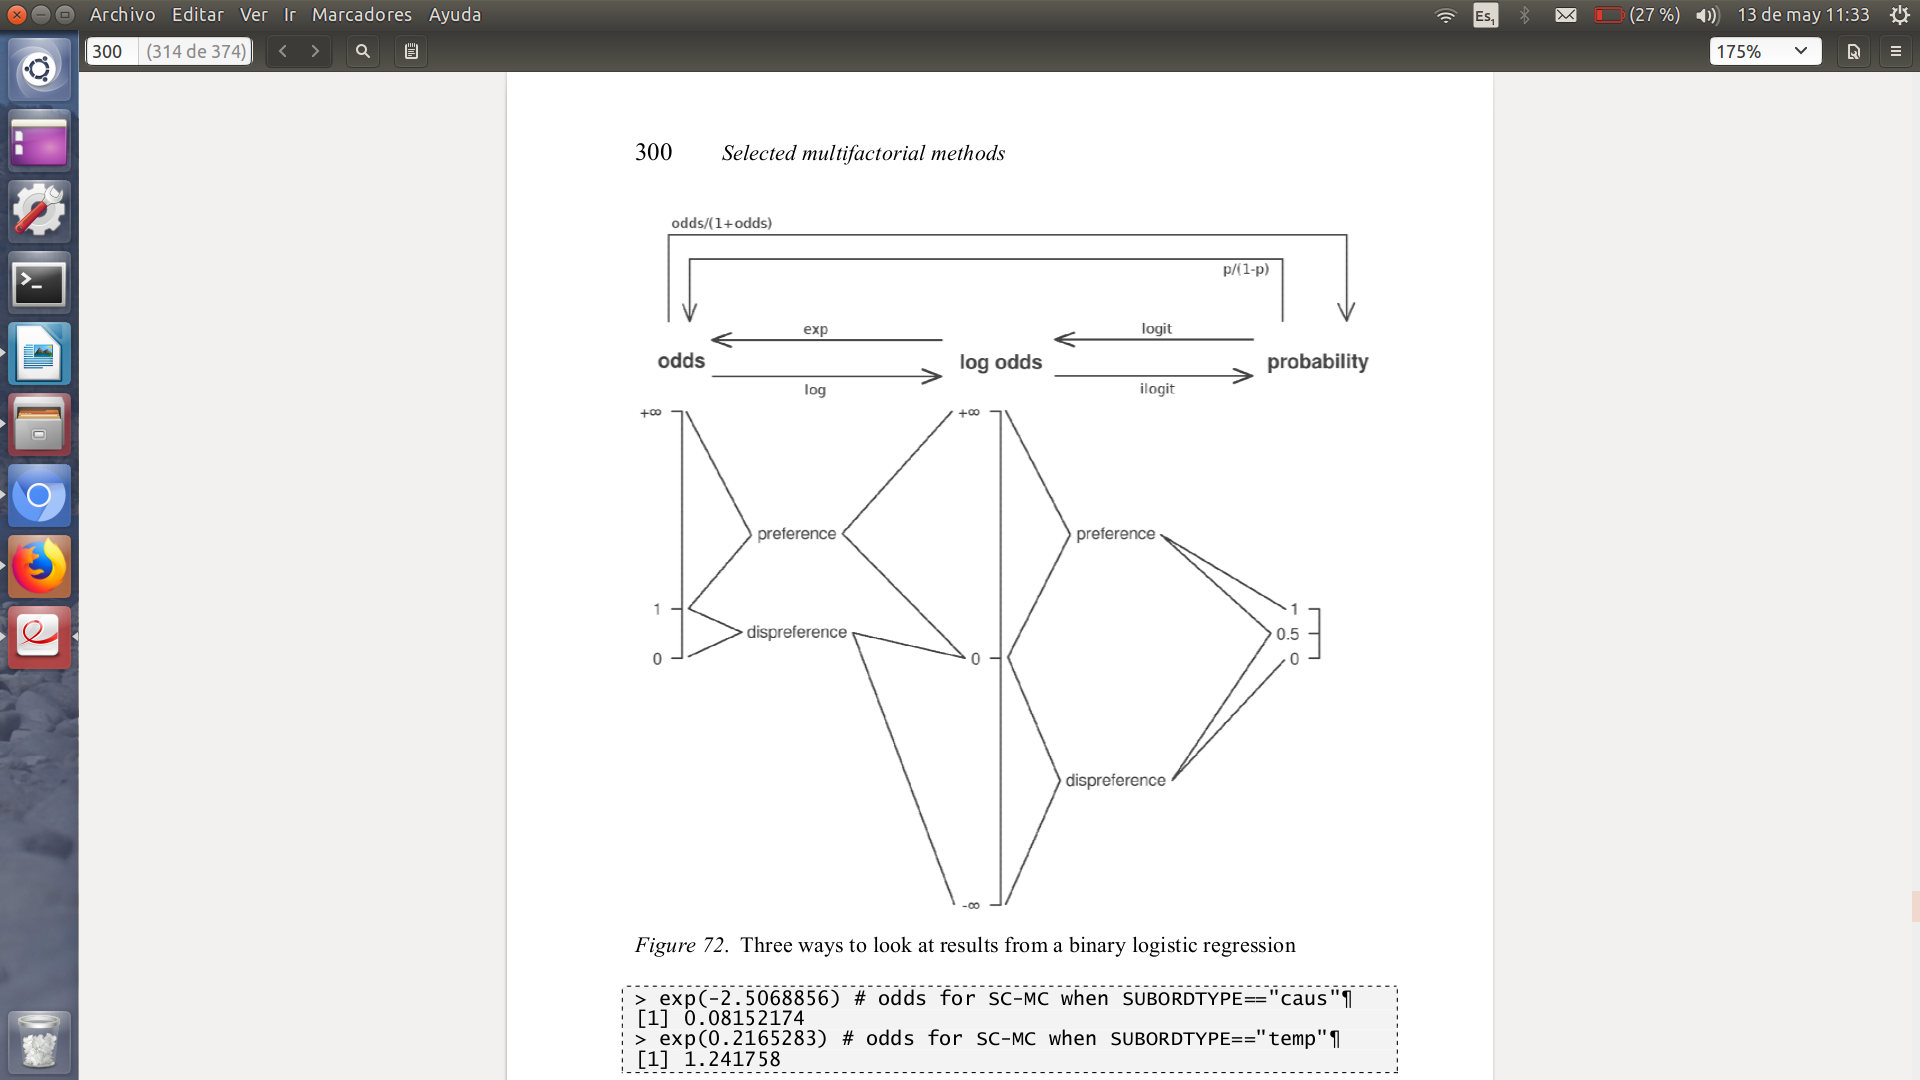 Archivo Editar Ver Ir Marcadores Ayuda
Es1 (27 %) 13 de may 11:33
300 (314 de 374) 175%
300 Selected multifactorial methods
odds/(1+odds)
p/(1-p)
exp logit
odds log odds probability
log ilogit
+∞ +∞
preference preference
1 1
dispreference 0.5
0 0 0
dispreference
-∞
Figure 72. Three ways to look at results from a binary logistic regression
> exp(-2.5068856) # odds for SC-MC when SUBORDTYPE=="caus"¶
[1] 0.08152174
> exp(0.2165283) # odds for SC-MC when SUBORDTYPE=="temp"¶
[1] 1.241758